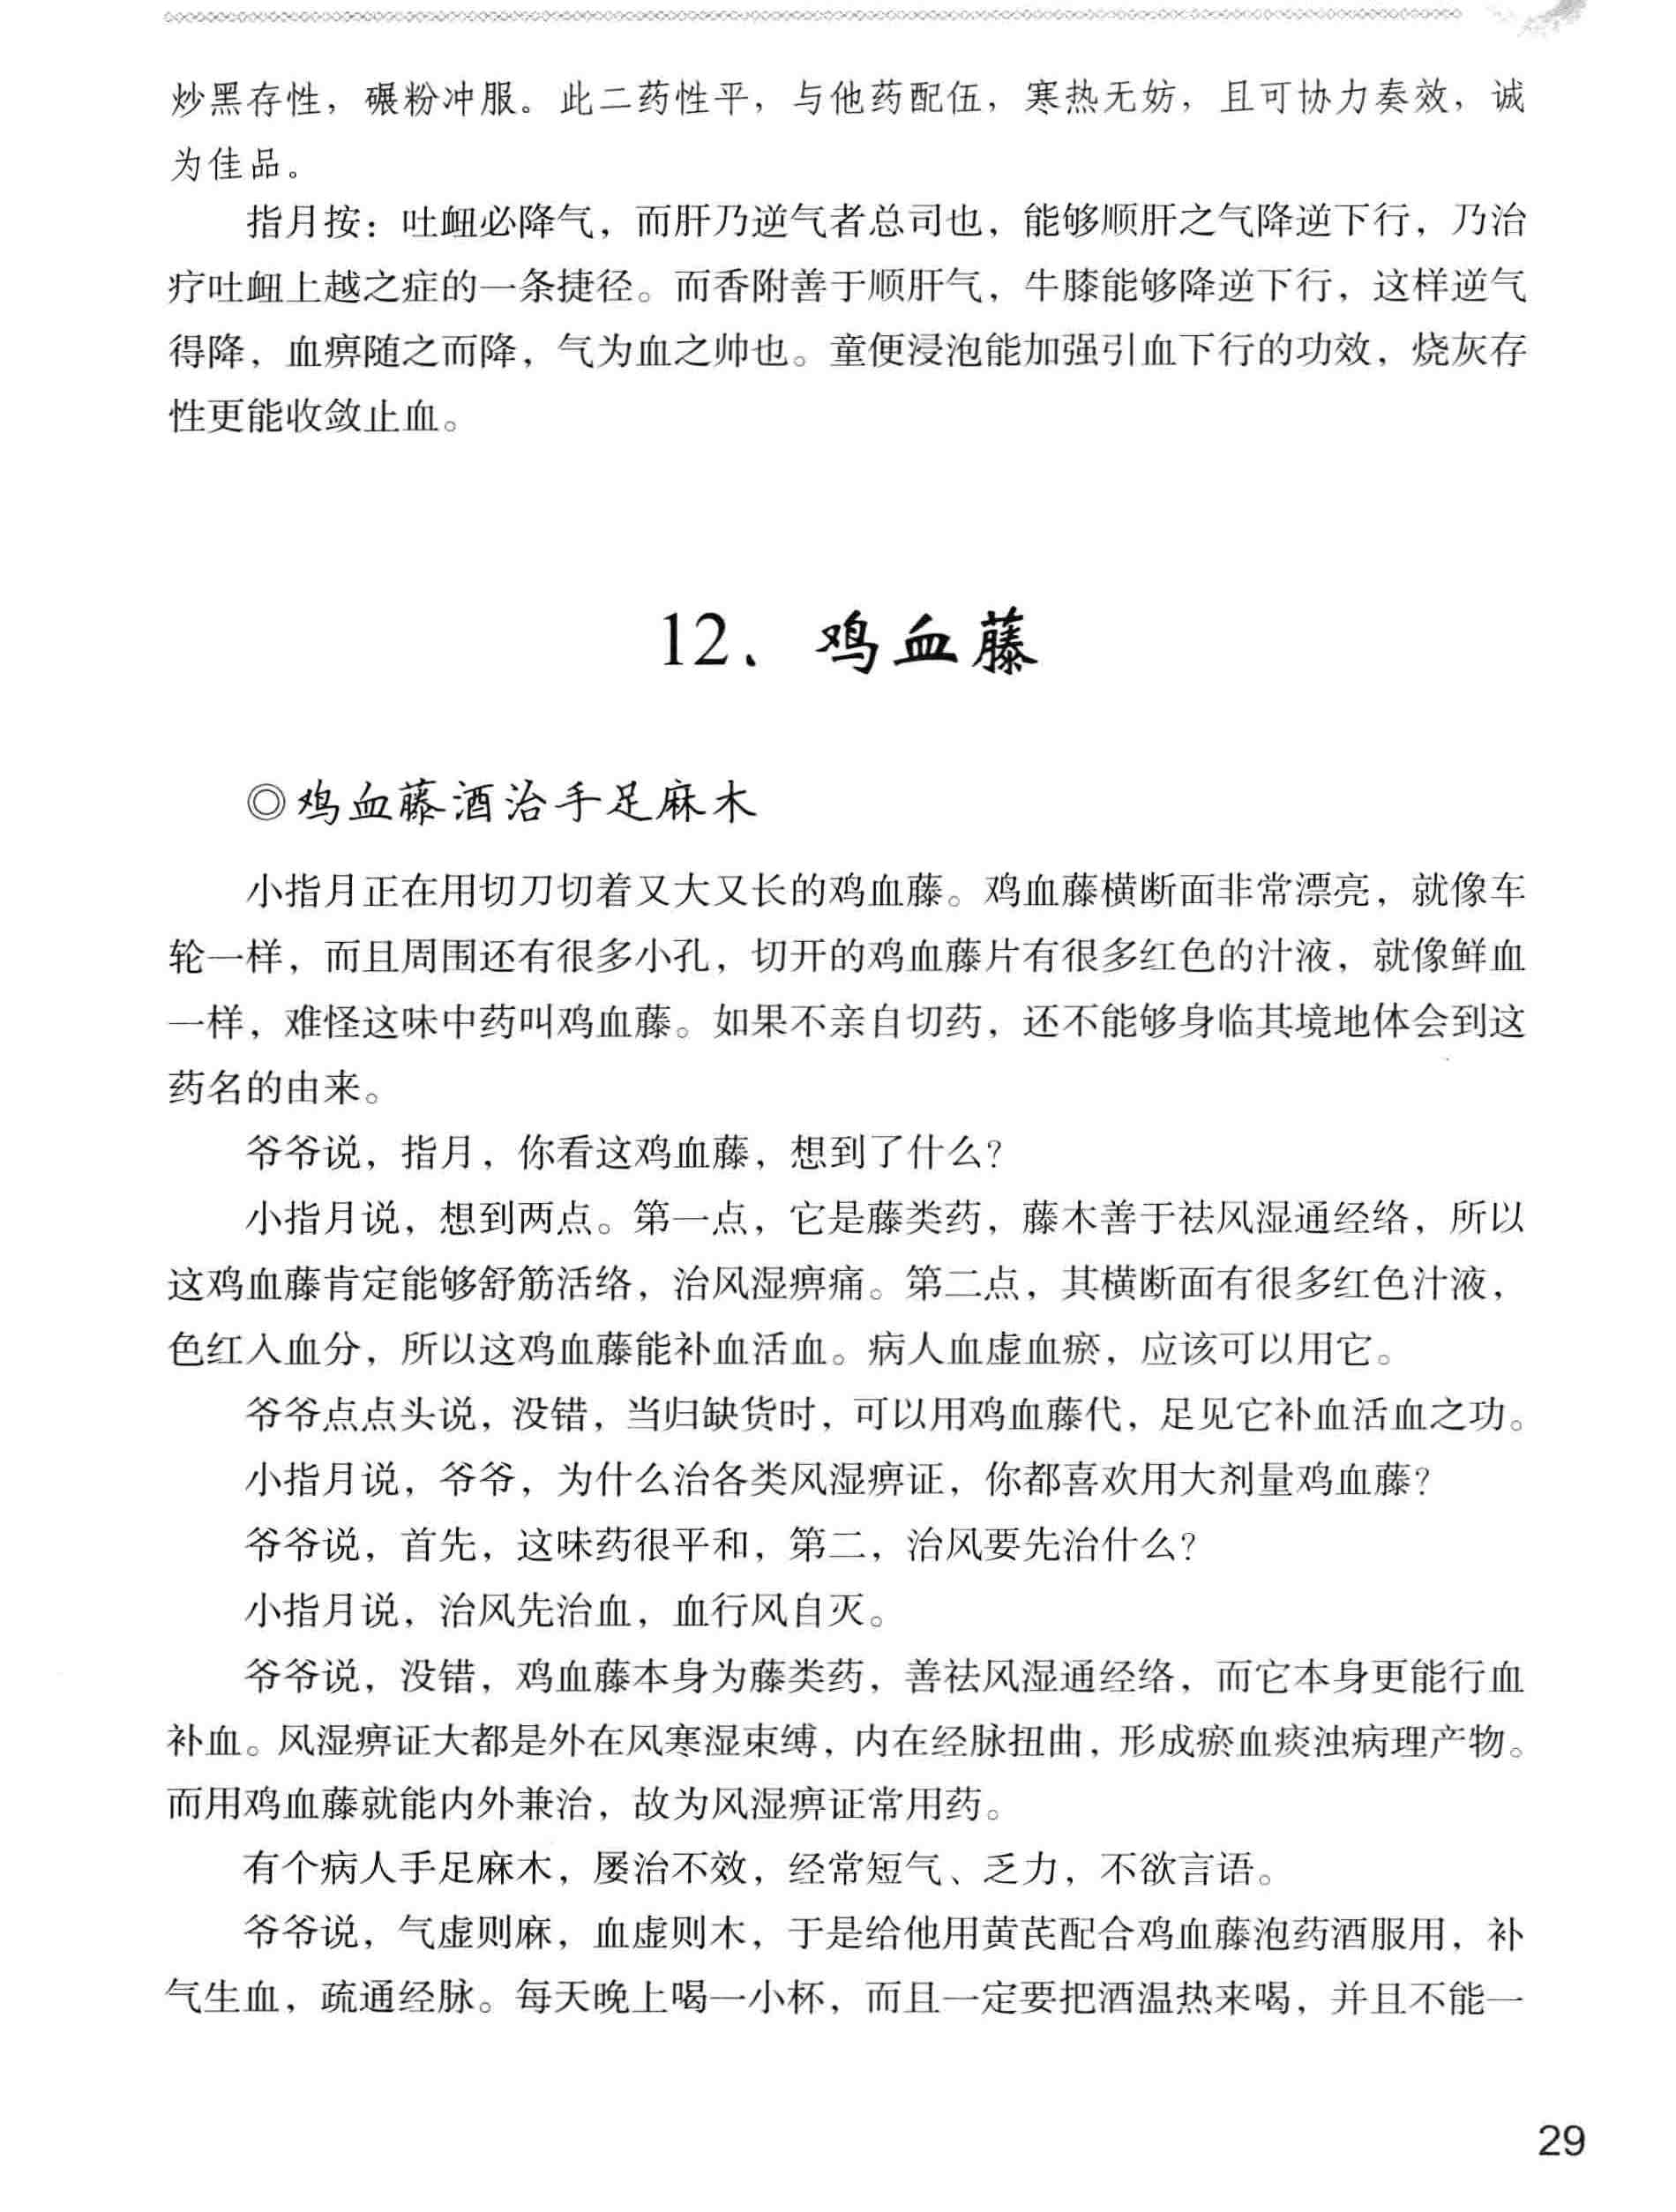 炒黑存性，碾粉冲服。此二药性平，与他药配伍，寒热无妨，且可协力奏效，诚
为佳品。
指月按：吐衄必降气，而肝乃逆气者总司也，能够顺肝之气降逆下行，乃治
疗吐衄上越之症的一条捷径。而香附善于顺肝气，牛膝能够降逆下行，这样逆气
得降，血痹随之而降，气为血之帅也。童便浸泡能加强引血下行的功效，烧灰存
性更能收敛止血。
12、鸡血藤
◎鸡血藤酒治手足麻木
小指月正在用切刀切着又大又长的鸡血藤。鸡血藤横断面非常漂亮，就像车
轮一样，而且周围还有很多小孔，切开的鸡血藤片有很多红色的汁液，就像鲜血
一样，难怪这味中药叫鸡血藤。如果不亲自切药，还不能够身临其境地体会到这
药名的由来。
爷爷说，指月，你看这鸡血藤，想到了什么？
小指月说，想到两点。第一点，它是藤类药，藤木善于祛风湿通经络，所以
这鸡血藤肯定能够舒筋活络，治风湿痹痛。第二点，其横断面有很多红色汁液，
色红入血分，所以这鸡血藤能补血活血。病人血虚血瘀，应该可以用它。
爷爷点点头说，没错，当归缺货时，可以用鸡血藤代，足见它补血活血之功。
小指月说，爷爷，为什么治各类风湿痹证，你都喜欢用大剂量鸡血藤？
爷爷说，首先，这味药很平和，第二，治风要先治什么？
小指月说，治风先治血，血行风自灭。
爷爷说，没错，鸡血藤本身为藤类药，善祛风湿通经络，而它本身更能行血
补血。风湿痹证大都是外在风寒湿束缚，内在经脉扭曲，形成瘀血痰浊病理产物。
而用鸡血藤就能内外兼治，故为风湿痹证常用药。
有个病人手足麻木，屡治不效，经常短气、乏力，不欲言语。
爷爷说，气虚则麻，血虚则木，于是给他用黄芪配合鸡血藤泡药酒服用，补
气生血，疏通经脉。每天晚上喝一小杯，而且一定要把酒温热来喝，并且不能一
29